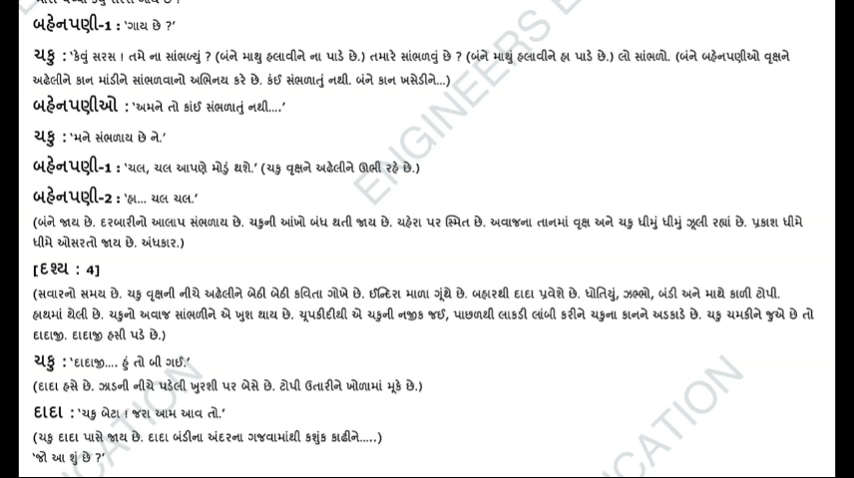 બહેનપણી-1 : 'ગાય છે ?'
ચકુ : 'કેવું સરસ ! તમે ના સાંભળ્યું ? (બંને માથુ હલાવીને ના પાડે છે.) તમારે સાંભળવું છે ? (બંને માથું હલાવીને હા પાડે છે.) લો સાંભળો. (બંને બહેનપણીઓ વૃક્ષને
અઢેલીને કાન માંડીને સાંભળવાનો અભિનય કરે છે. કંઈ સંભળાતું નથી. બંને કાન ખસેડીને...)
બહેનપણીઓ : 'અમને તો કાંઈ સંભળાતું નથી....'
ચકુ : 'મને સંભળાય છે ને.'
બહેનપણી-1 : 'ચલ, ચલ આપણે મોડું થશે.' (ચકુ વૃક્ષને અઢેલીને ઊભી રહે છે.)
બહેનપણી-2 : 'હા... ચલ ચલ.'
(બંને જાય છે. દરબારીનો આલાપ સંભળાય છે. ચકુની આંખો બંધ થતી જાય છે. ચહેરા પર સ્મિત છે. અવાજના તાનમાં વૃક્ષ અને ચકુ ધીમું ધીમું ઝૂલી રહ્યાં છે. પ્રકાશ ધીમે
ધીમે ઓસરતો જાય છે. અંધકાર.)
[દૃશ્ય : 4]
(સવારનો સમય છે. ચકુ વૃક્ષની નીચે અઢેલીને બેઠી બેઠી કવિતા ગોખે છે. ઈન્દિરા માળા ગૂંથે છે. બહારથી દાદા પ્રવેશે છે. ધોતિયું, ઝભ્ભો, બંડી અને માથે કાળી ટોપી.
હાથમાં થેલી છે. ચકુનો અવાજ સાંભળીને એ ખુશ થાય છે. ચૂપકીદીથી એ ચકુની નજીક જઈ, પાછળથી લાકડી લાંબી કરીને ચકુના કાનને અડકાડે છે. ચકુ ચમકીને જુએ છે તો
દાદાજી. દાદાજી હસી પડે છે.)
ચકુ : 'દાદાજી.... હું તો બી ગઈ.'
(દાદા હસે છે. ઝાડની નીચે પડેલી ખુરશી પર બેસે છે. ટોપી ઉતારીને ખોળામાં મૂકે છે.)
દાદા : 'ચકુ બેટા ! જરા આમ આવ તો.'
(ચકુ દાદા પાસે જાય છે. દાદા બંડીના અંદરના ગજવામાંથી કશુંક કાઢીને.....)
'જો આ શું છે ?'
ENGINEERS